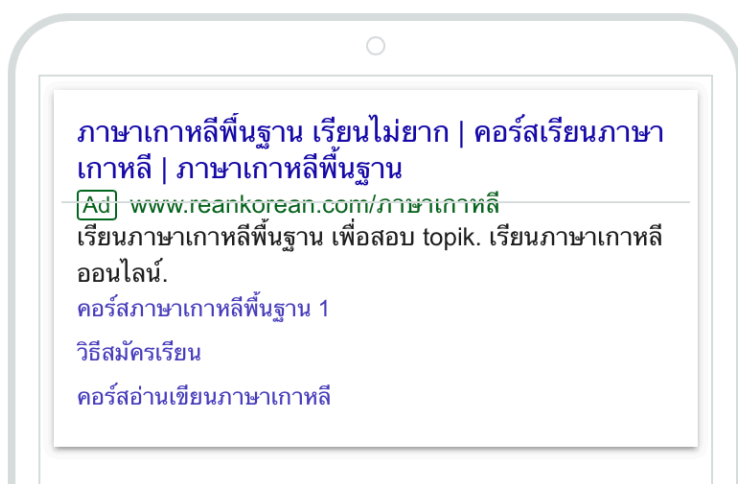 ภาษาเกาหลีพื้นฐาน เรียนไม่ยาก | คอร์สเรียนภาษา
เกาหลี | ภาษาเกาหลีพื้นฐาน
Ad www.reankorean.com/ภาษาเกาหลี
เรียนภาษาเกาหลีพื้นฐาน เพื่อสอบ topik. เรียนภาษาเกาหลี
ออนไลน์.
คอร์สภาษาเกาหลีพื้นฐาน 1
วิธีสมัครเรียน
คอร์สอ่านเขียนภาษาเกาหลี